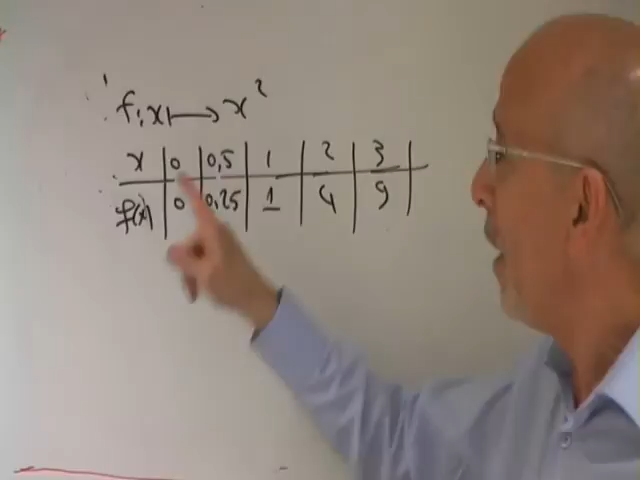 f: x ⟼ x²
x | 0 | 0,5 | 1 | 2 | 3 |
f(x) | 0 | 0,25 | 1 | 4 | 9 |